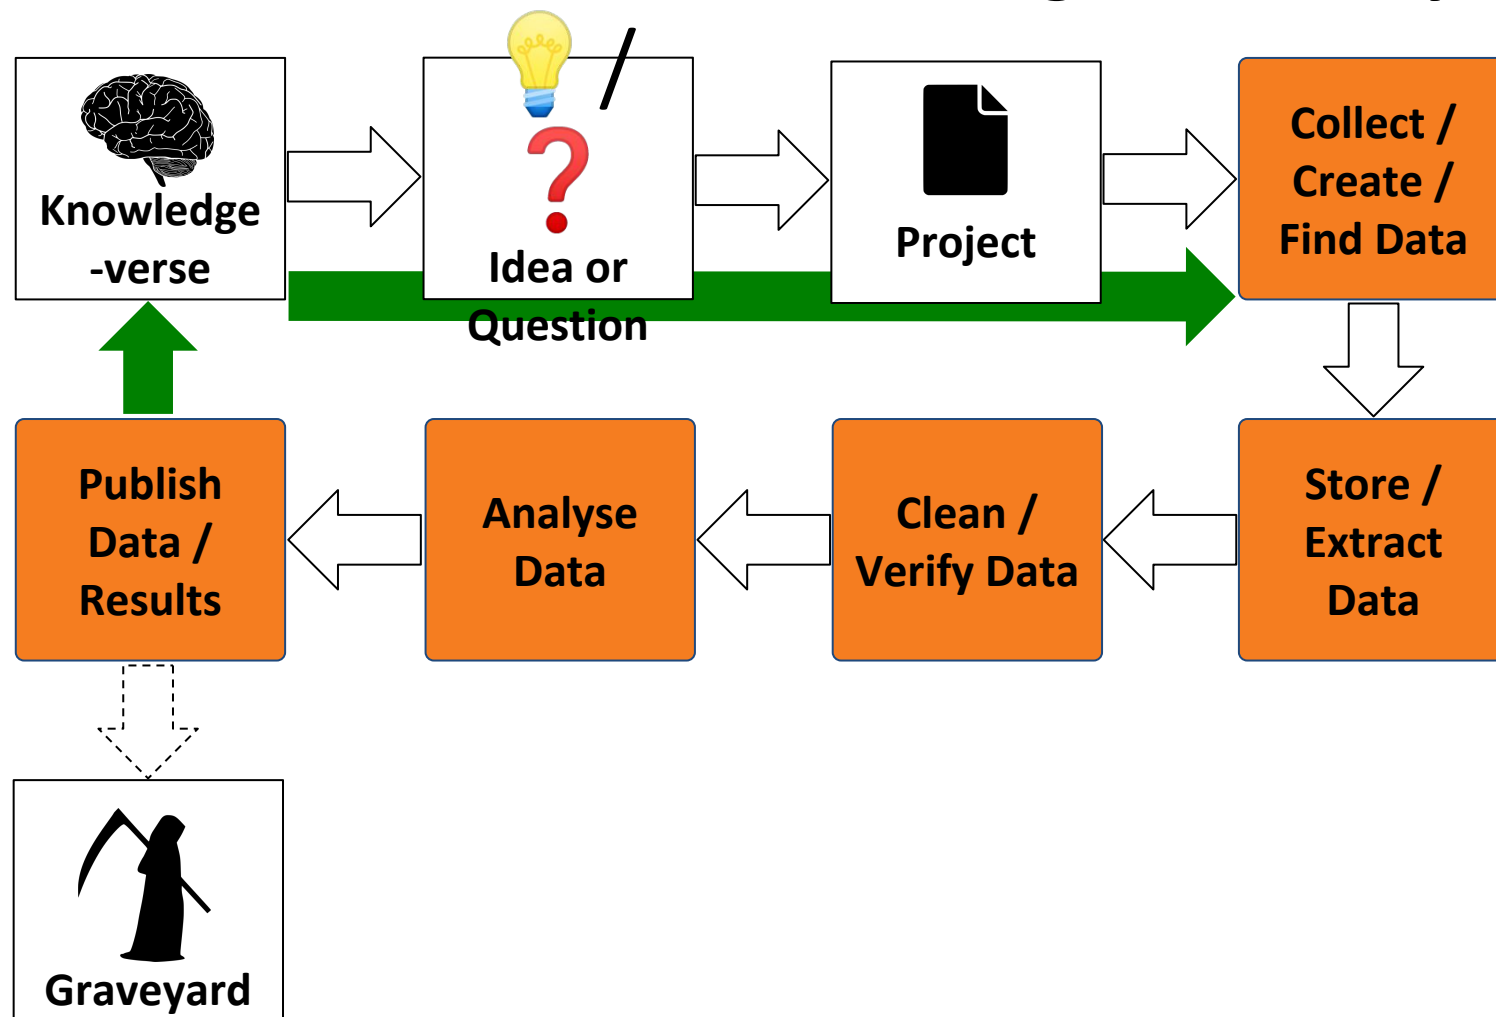 /
Knowledge
-verse
Idea or
Question
Project
Collect /
Create /
Find Data
Publish
Data /
Results
Analyse
Data
Clean /
Verify Data
Store /
Extract
Data
Graveyard